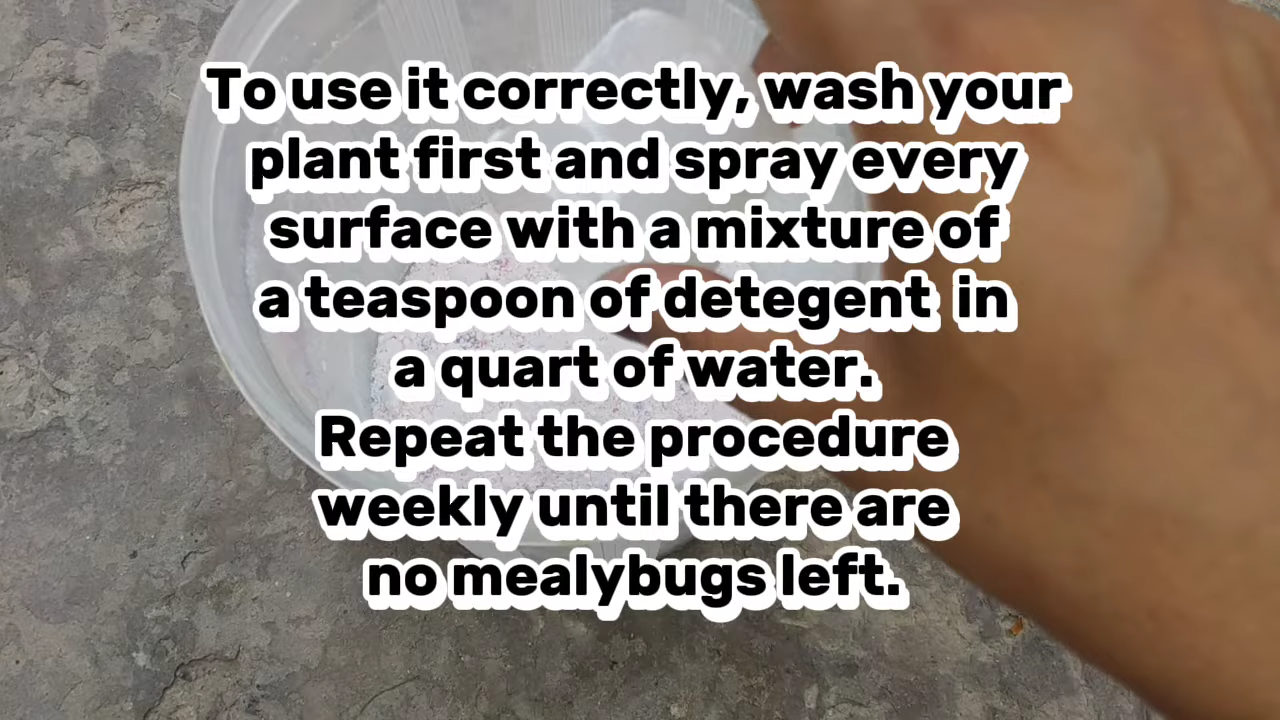 To use it correctly, wash your
plant first and spray every
surface with a mixture of
a teaspoon of detegent in
a quart of water.
Repeat the procedure
weekly until there are
no mealybugs left.